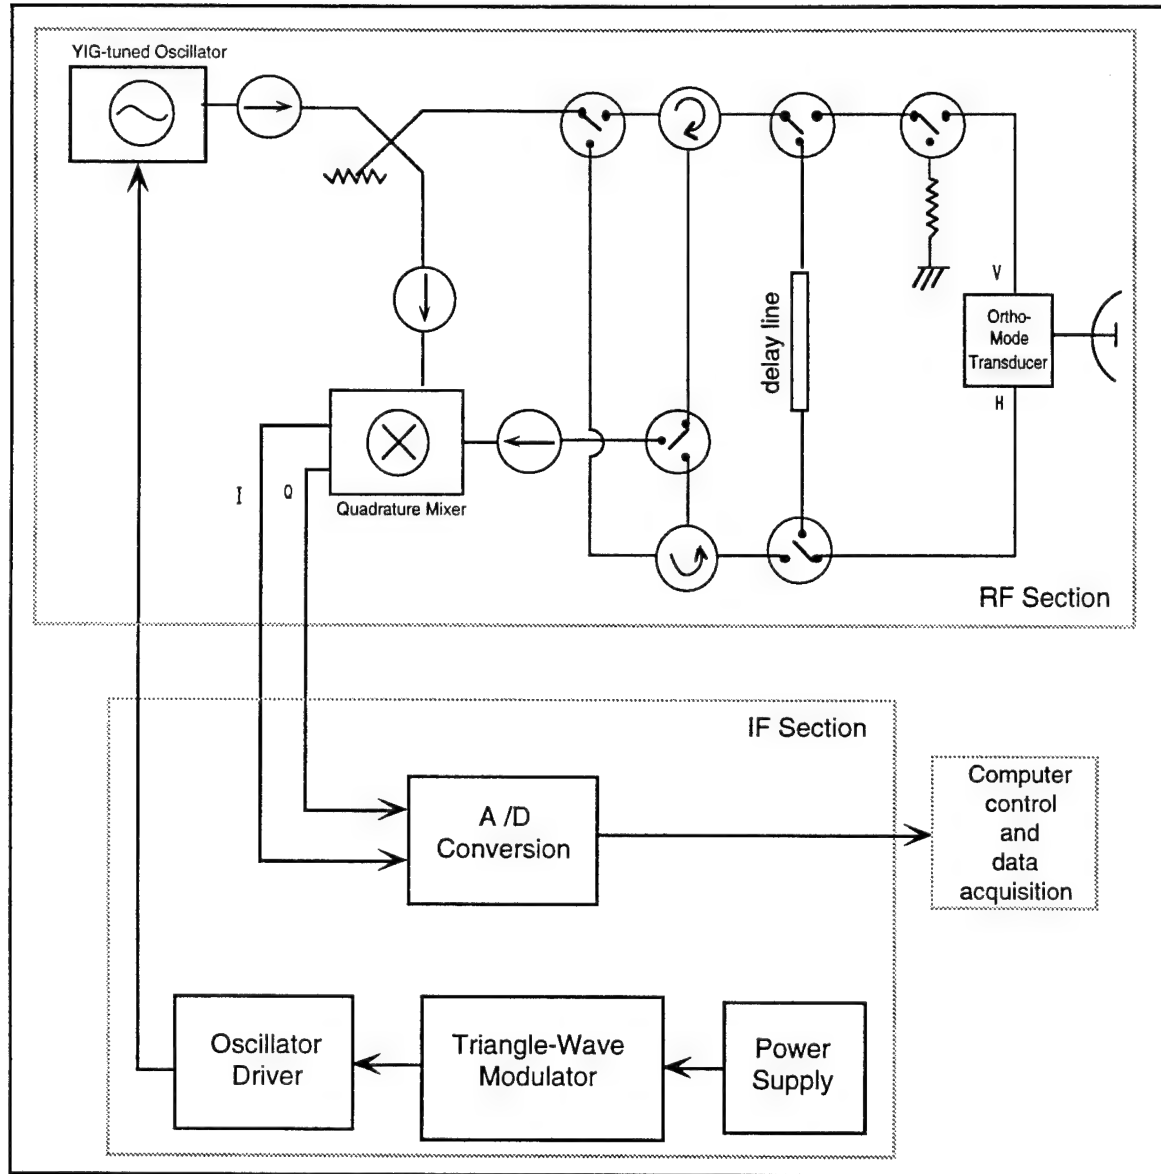 YIG-tuned Oscillator
V
Ortho-
Mode
Transducer
H
delay line
I
Q
Quadrature Mixer
RF Section
IF Section
A /D
Conversion
Computer
control
and
data
acquisition
Oscillator
Driver
Triangle-Wave
Modulator
Power
Supply